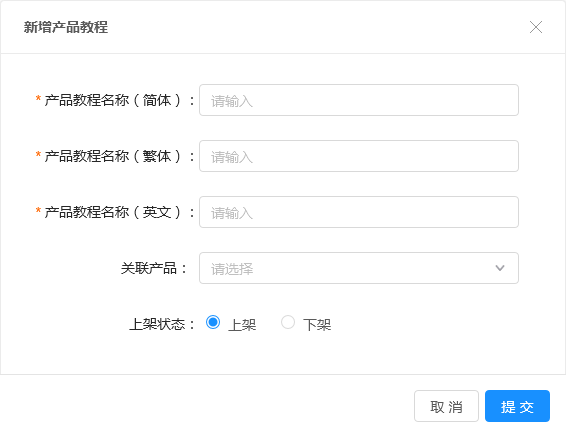 新增产品教程
* 产品教程名称（简体）： 请输入
* 产品教程名称（繁体）： 请输入
* 产品教程名称（英文）： 请输入
关联产品： 请选择
上架状态： 上架 下架
取 消 提 交